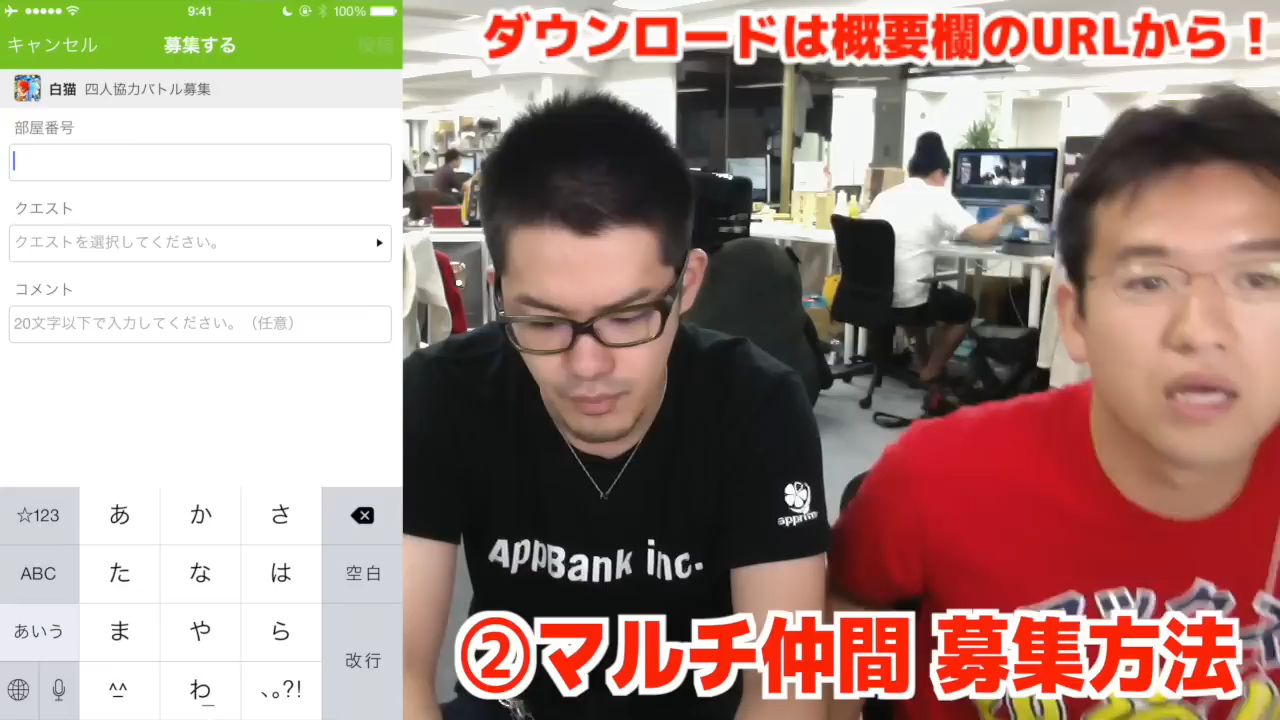 9:41
100%
キャンセル
募集する
投稿
白猫 四人協力バトル募集
部屋番号
クエスト
クエストを選択してください。
コメント
20文字以下で入力してください。（任意）
☆123
あ
か
さ
ABC
た
な
は
空白
あいう
ま
や
ら
改行
^^
わ
､｡?!
ダウンロードは概要欄のURLから！
AppBank inc.
②マルチ仲間 募集方法